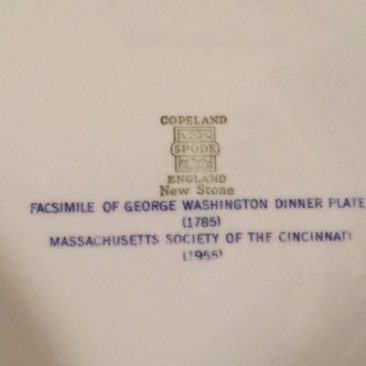 COPELAND
SPODE
ENGLAND
New Stone
FACSIMILE OF GEORGE WASHINGTON DINNER PLATE
(1785)
MASSACHUSETTS SOCIETY OF THE CINCINNATI
(1955)